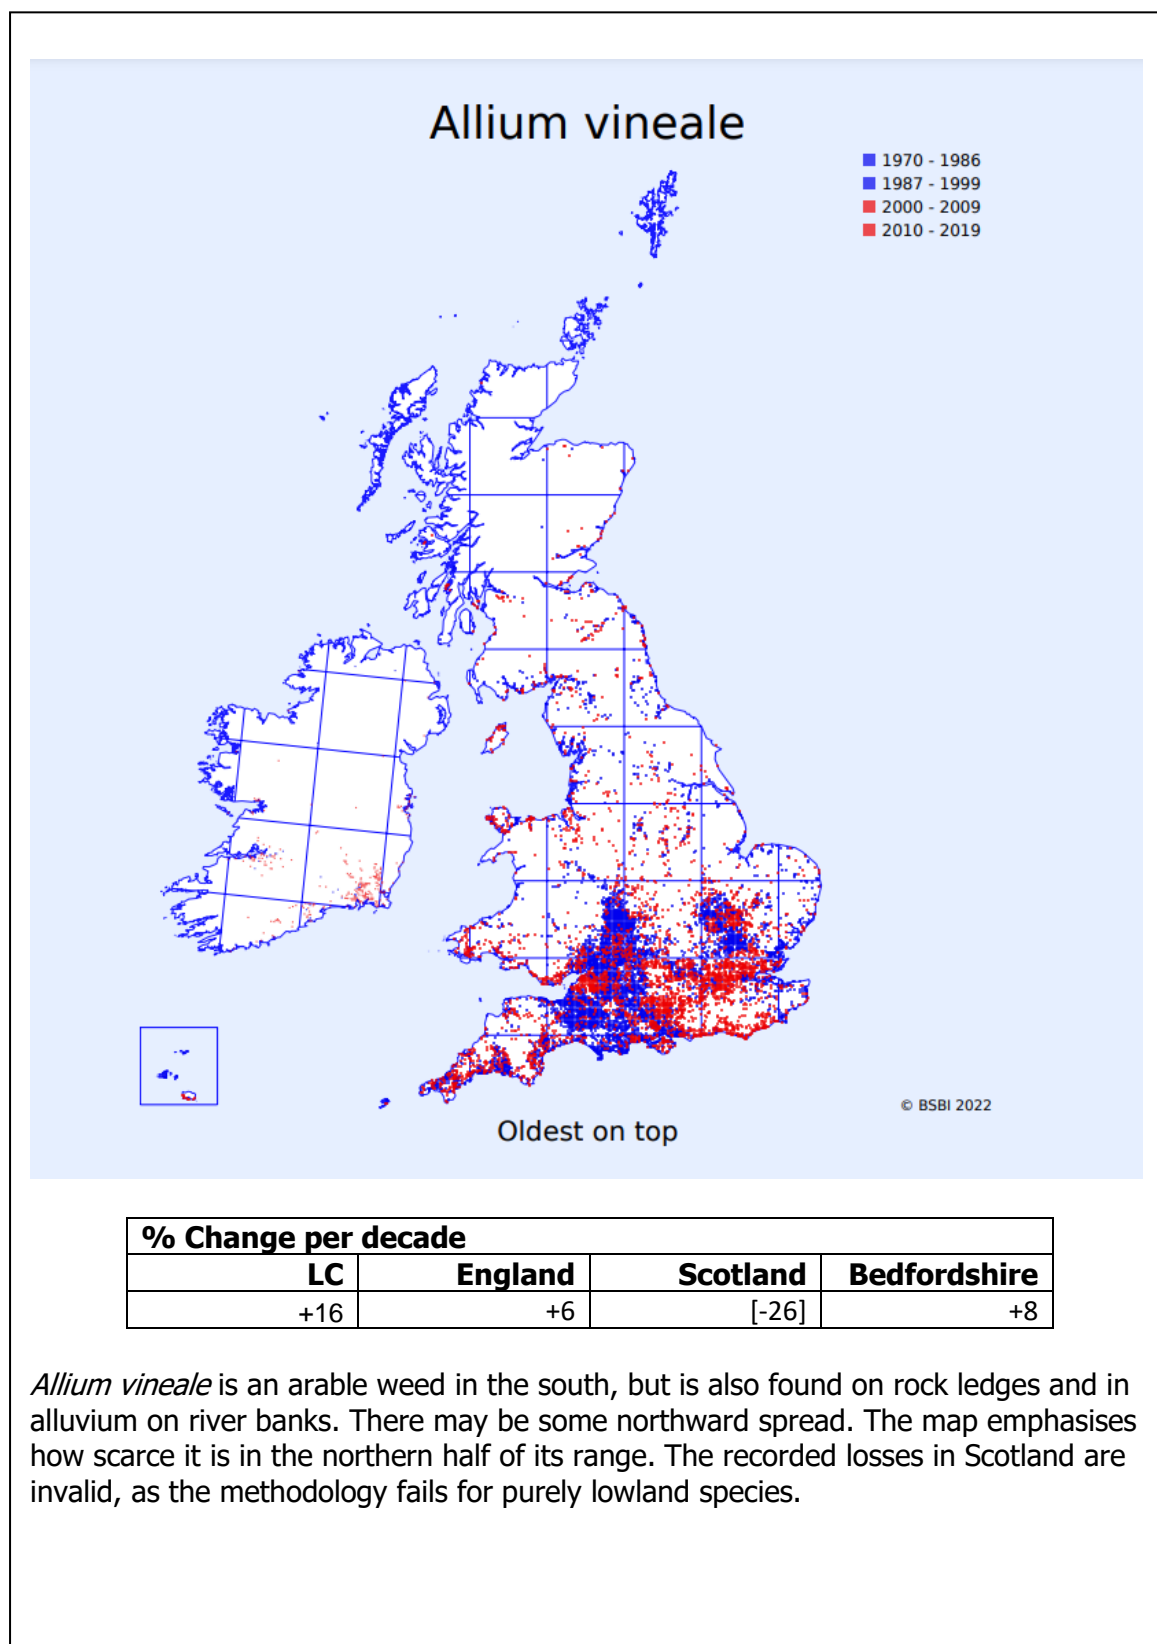 Allium vineale
1970 - 1986
1987 - 1999
2000 - 2009
2010 - 2019
© BSBI 2022
Oldest on top
% Change per decade
LC England Scotland Bedfordshire
+16 +6 [-26] +8
Allium vineale is an arable weed in the south, but is also found on rock ledges and in
alluvium on river banks. There may be some northward spread. The map emphasises
how scarce it is in the northern half of its range. The recorded losses in Scotland are
invalid, as the methodology fails for purely lowland species.